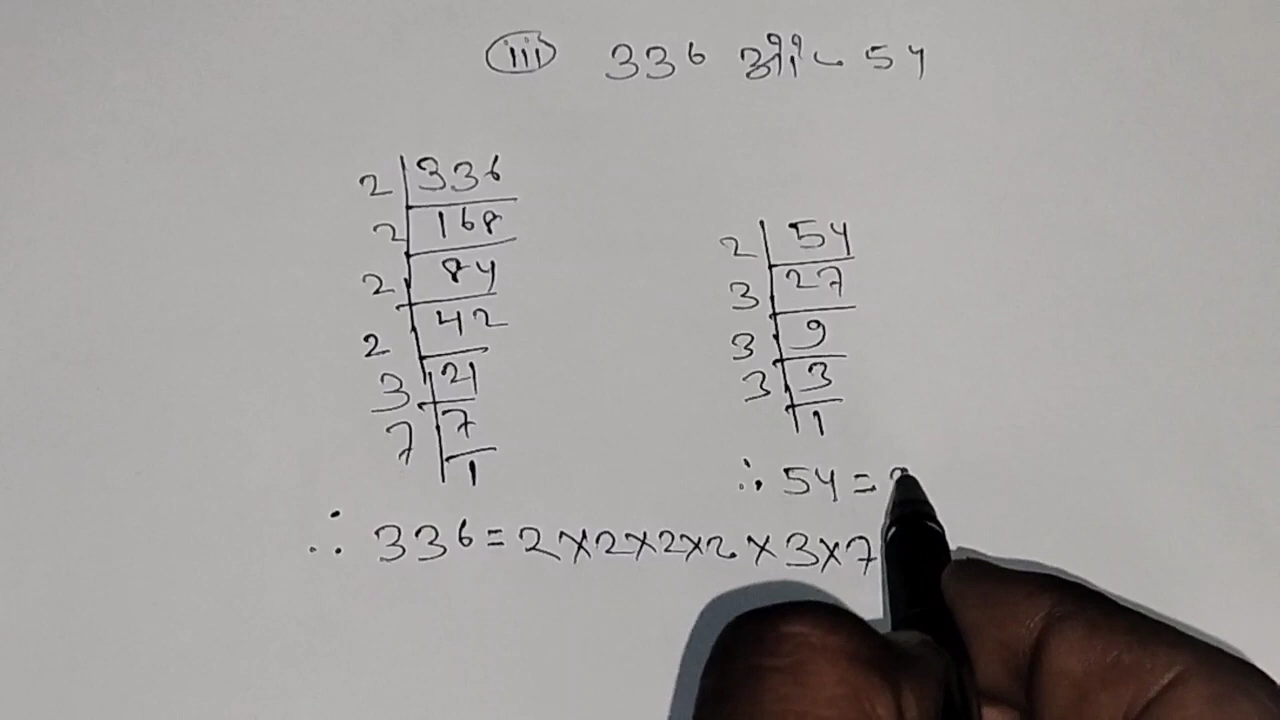 iii 336 और 54
2 | 336
2 | 168
2 | 84
2 | 42
3 | 21
7 | 7
1
2 | 54
3 | 27
3 | 9
3 | 3
1
∴ 54 =
∴ 336 = 2×2×2×2×3×7